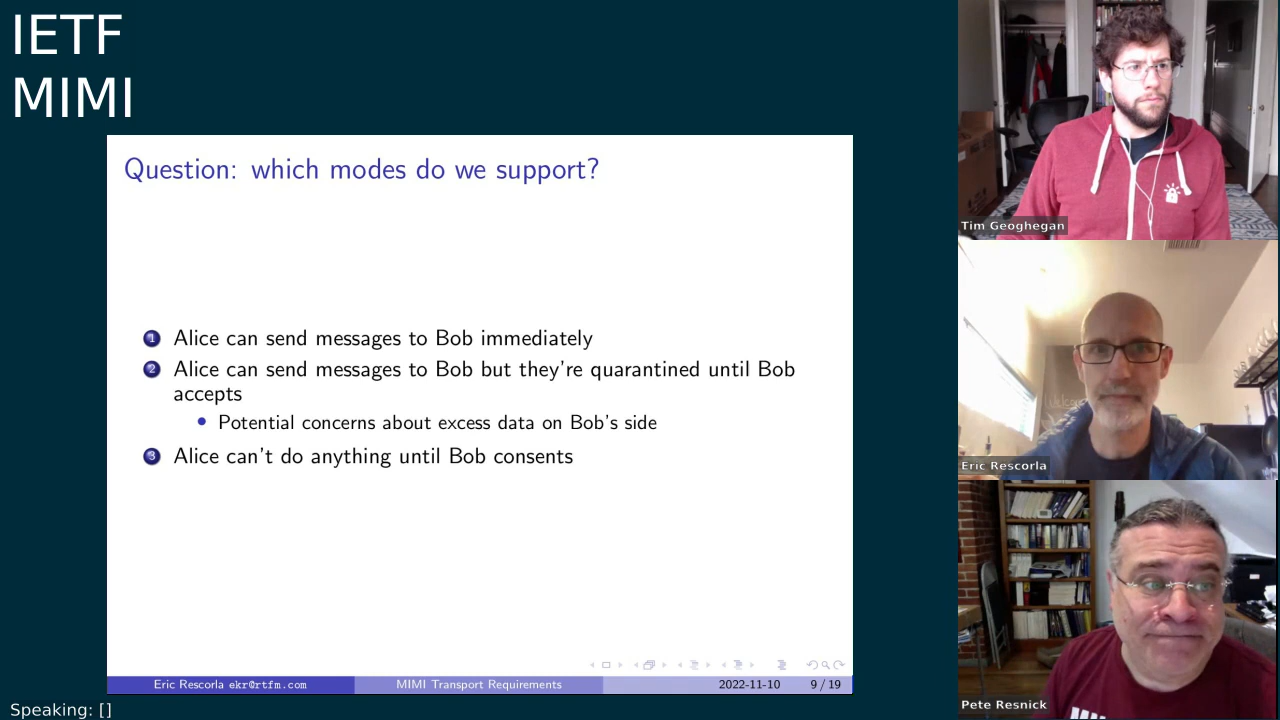 IETF
MIMI
Question: which modes do we support?
1 Alice can send messages to Bob immediately
2 Alice can send messages to Bob but they're quarantined until Bob
accepts
• Potential concerns about excess data on Bob's side
3 Alice can't do anything until Bob consents
Eric Rescorla ekr@rtfm.com MIMI Transport Requirements 2022-11-10 9 / 19
Speaking: []
Tim Geoghegan
Eric Rescorla
Pete Resnick